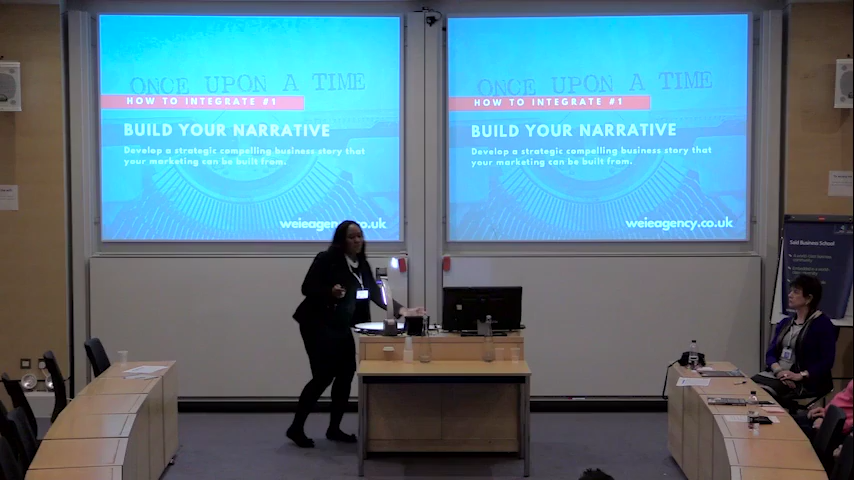 ONCE UPON A TIME
HOW TO INTEGRATE #1
BUILD YOUR NARRATIVE
Develop a strategic compelling business story that
your marketing can be built from.
weieagency.co.uk
ONCE UPON A TIME
HOW TO INTEGRATE #1
BUILD YOUR NARRATIVE
Develop a strategic compelling business story that
your marketing can be built from.
weieagency.co.uk
Saïd Business School